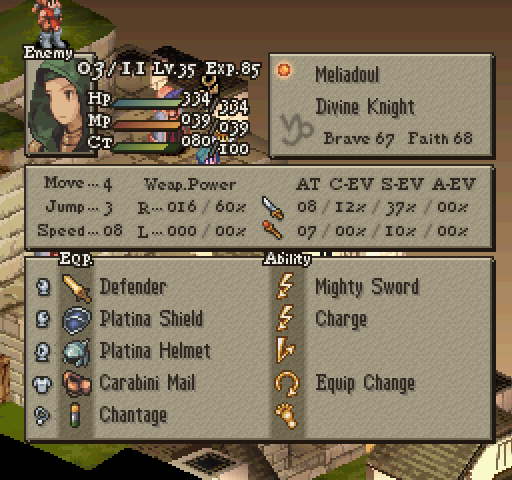 Enemy
03/11 Lv.35 Exp.85
Hp 334/334
Mp 039/039
CT 080/100
Meliadoul
Divine Knight
Brave 67 Faith 68
Move… 4 Weap.Power AT C-EV S-EV A-EV
Jump… 3 R… 016 / 60% 08 / 12% / 37% / 00%
Speed… 08 L… 000 / 00% 07 / 00% / 10% / 00%
Eqp. Ability
Defender Mighty Sword
Platina Shield Charge
Platina Helmet
Carabini Mail Equip Change
Chantage